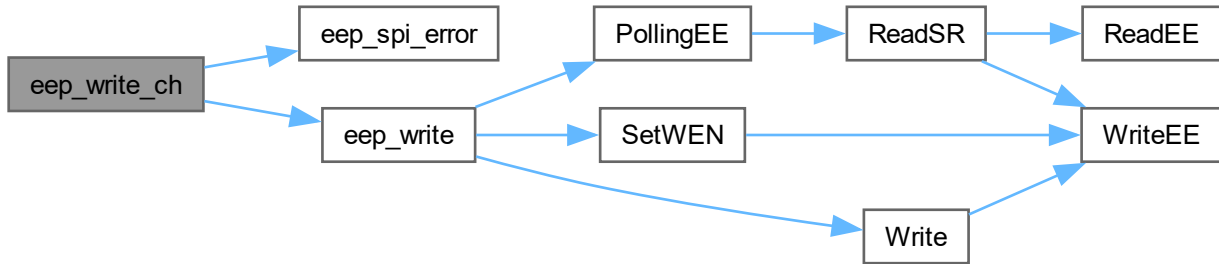 eep_write_ch
eep_spi_error
eep_write
PollingEE
SetWEN
ReadSR
Write
ReadEE
WriteEE